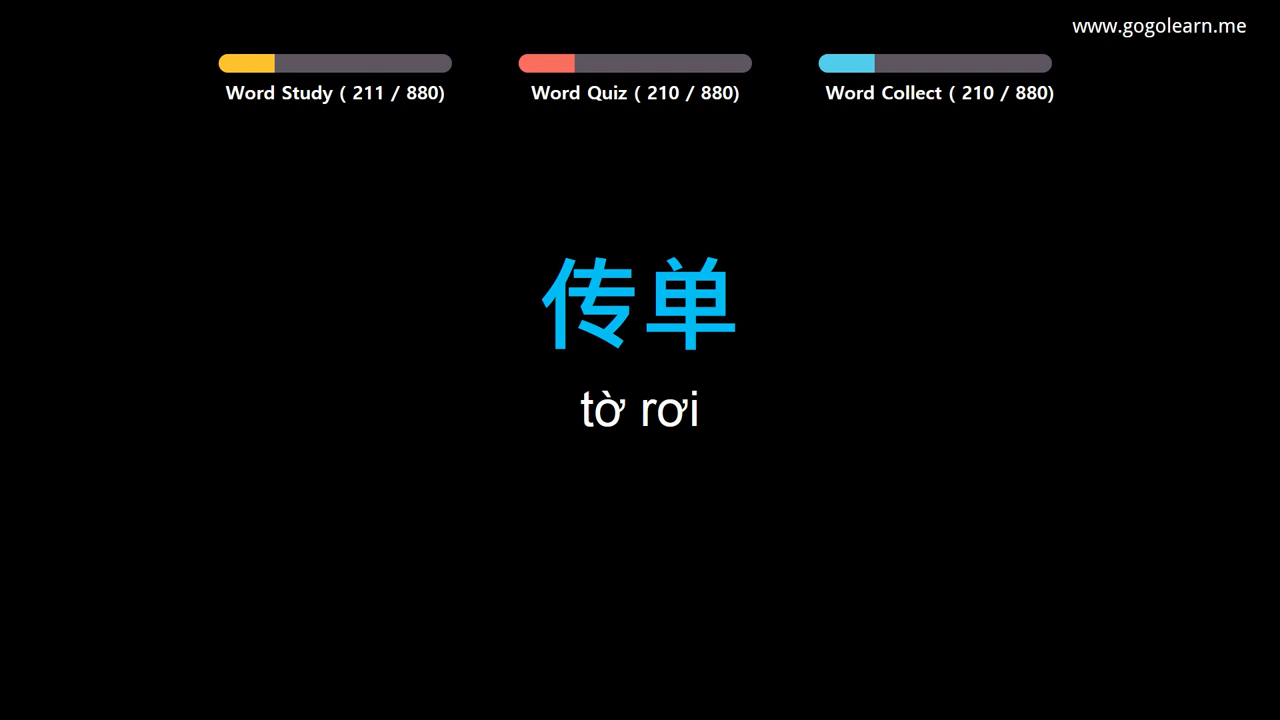 www.gogolearn.me
Word Study ( 211 / 880)
Word Quiz ( 210 / 880)
Word Collect ( 210 / 880)
传单
tờ rơi